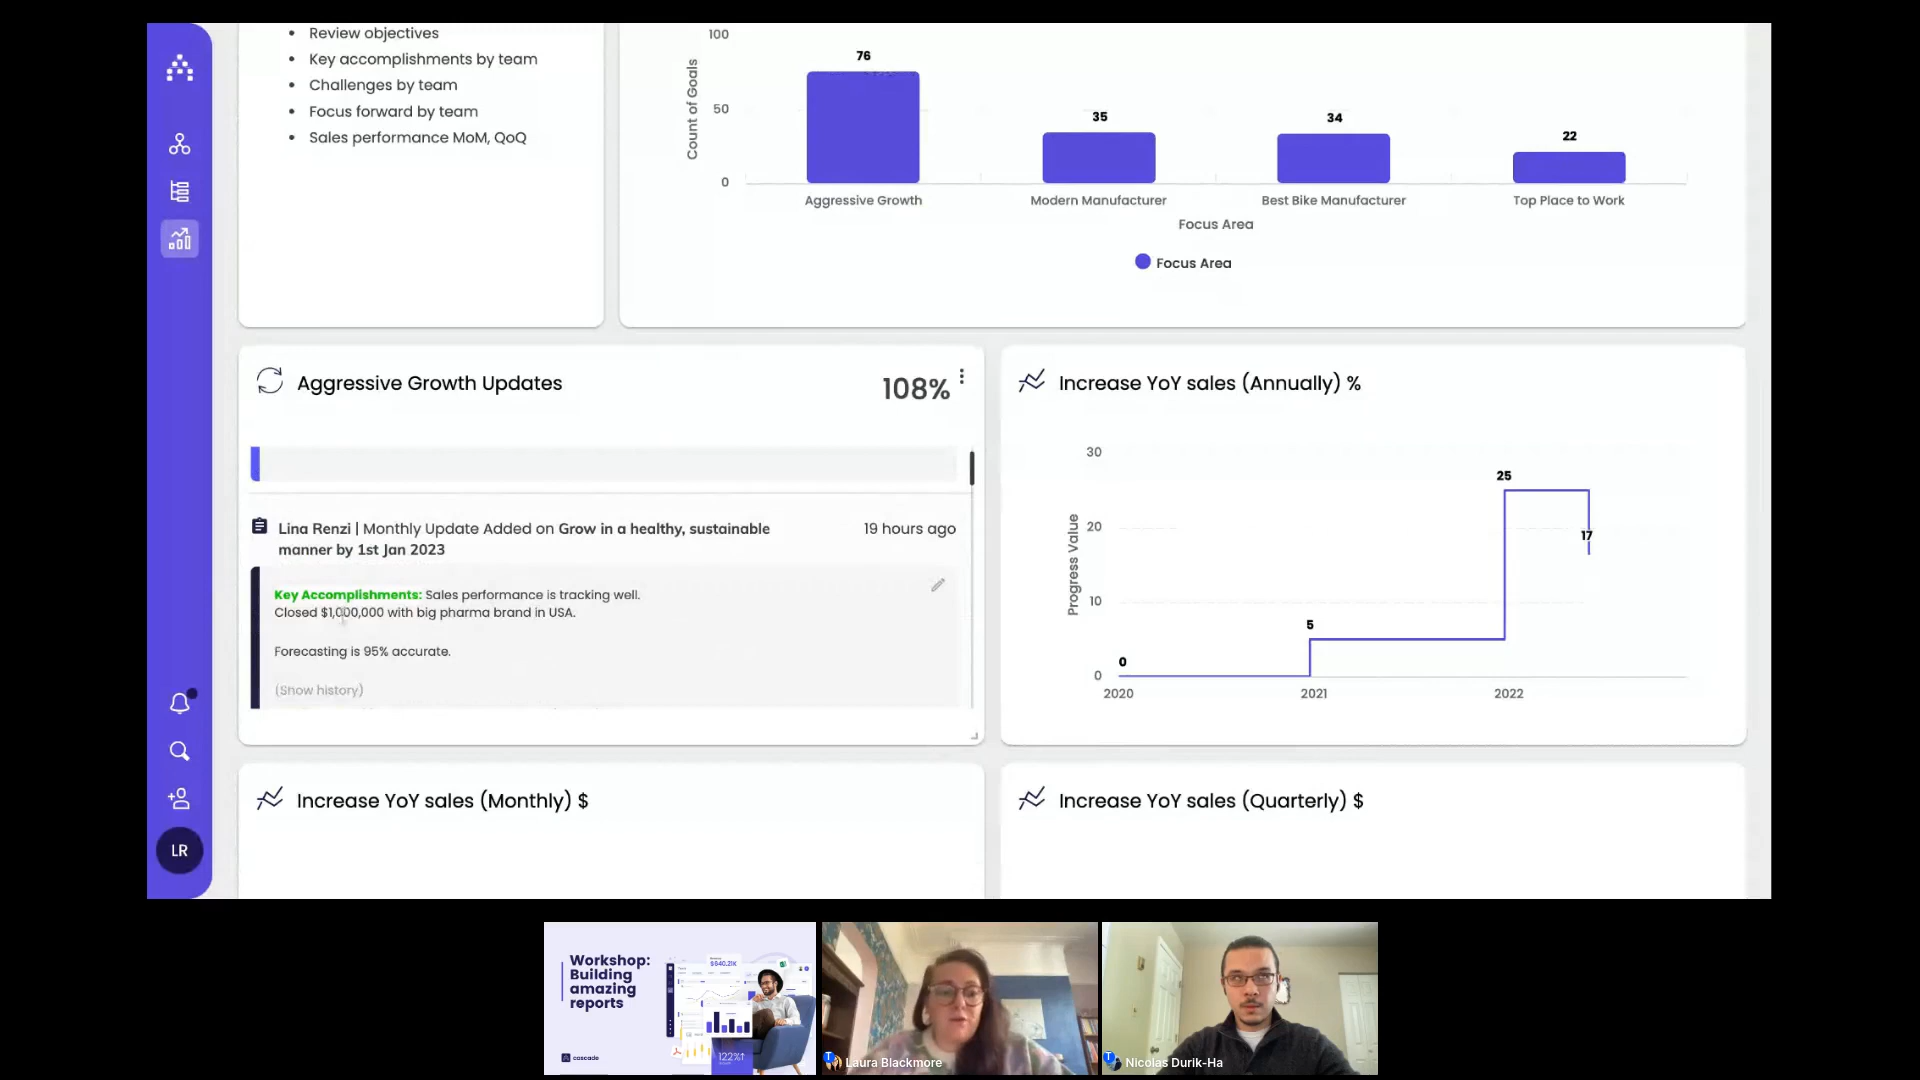 Review objectives
Key accomplishments by team
Challenges by team
Focus forward by team
Sales performance MoM, QoQ
100
50
0
Count of Goals
76
35
34
22
Aggressive Growth
Modern Manufacturer
Best Bike Manufacturer
Top Place to Work
Focus Area
Focus Area
Aggressive Growth Updates
108%
Lina Renzi | Monthly Update Added on Grow in a healthy, sustainable
manner by 1st Jan 2023
19 hours ago
Key Accomplishments: Sales performance is tracking well.
Closed $1,000,000 with big pharma brand in USA.
Forecasting is 95% accurate.
(Show history)
Increase YoY sales (Annually) %
30
20
10
0
Progress Value
0
5
25
17
2020
2021
2022
Increase YoY sales (Monthly) $
Increase YoY sales (Quarterly) $
LR
Workshop:
Building
amazing
reports
cascade
$640.21K
122%↑
Laura Blackmore
Nicolas Durik-Ha